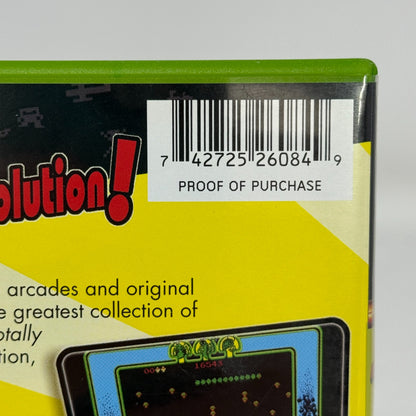 7 42725 26084 9
PROOF OF PURCHASE
olution!
arcades and original
e greatest collection of
otally
tion,
16543